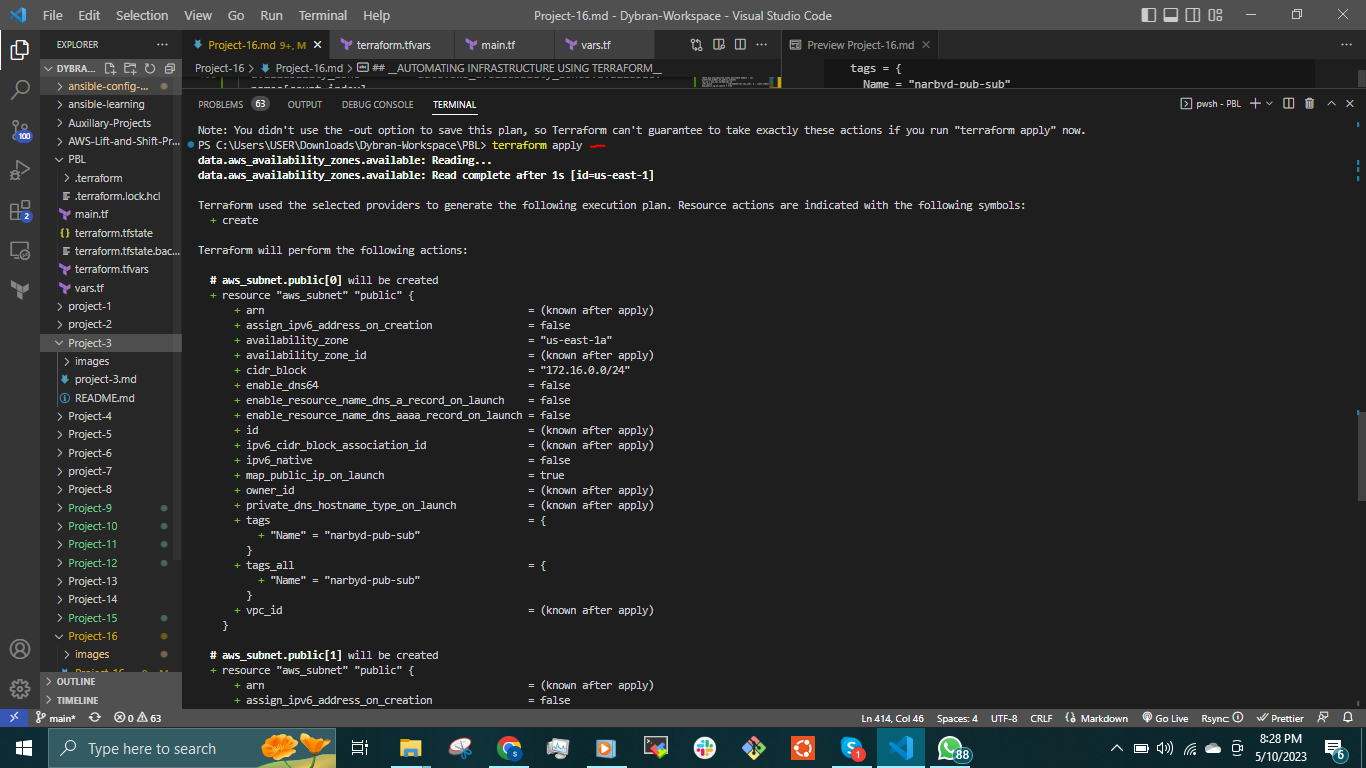 File Edit Selection View Go Run Terminal Help
Project-16.md - Dybran-Workspace - Visual Studio Code
EXPLORER
Project-16.md 9+, M
terraform.tfvars
main.tf
vars.tf
Preview Project-16.md
DYBRA...
Project-16 > Project-16.md > ## __AUTOMATING INFRASTRUCTURE USING TERRAFORM__
tags = {
Name = "narbyd-pub-sub"
ansible-config-...
ansible-learning
Auxillary-Projects
AWS-Lift-and-Shift-Pr...
PBL
.terraform
.terraform.lock.hcl
main.tf
terraform.tfstate
terraform.tfstate.bac...
terraform.tfvars
vars.tf
project-1
project-2
Project-3
images
project-3.md
README.md
Project-4
Project-5
Project-6
project-7
Project-8
Project-9
Project-10
Project-11
Project-12
Project-13
Project-14
Project-15
Project-16
images
OUTLINE
TIMELINE
100
2
PROBLEMS 63 OUTPUT DEBUG CONSOLE TERMINAL
pwsh - PBL
Note: You didn't use the -out option to save this plan, so Terraform can't guarantee to take exactly these actions if you run "terraform apply" now.
PS C:\Users\USER\Downloads\Dybran-Workspace\PBL> terraform apply
data.aws_availability_zones.available: Reading...
data.aws_availability_zones.available: Read complete after 1s [id=us-east-1]
Terraform used the selected providers to generate the following execution plan. Resource actions are indicated with the following symbols:
+ create
Terraform will perform the following actions:
# aws_subnet.public[0] will be created
+ resource "aws_subnet" "public" {
+ arn = (known after apply)
+ assign_ipv6_address_on_creation = false
+ availability_zone = "us-east-1a"
+ availability_zone_id = (known after apply)
+ cidr_block = "172.16.0.0/24"
+ enable_dns64 = false
+ enable_resource_name_dns_a_record_on_launch = false
+ enable_resource_name_dns_aaaa_record_on_launch = false
+ id = (known after apply)
+ ipv6_cidr_block_association_id = (known after apply)
+ ipv6_native = false
+ map_public_ip_on_launch = true
+ owner_id = (known after apply)
+ private_dns_hostname_type_on_launch = (known after apply)
+ tags = {
+ "Name" = "narbyd-pub-sub"
}
+ tags_all = {
+ "Name" = "narbyd-pub-sub"
}
+ vpc_id = (known after apply)
}
# aws_subnet.public[1] will be created
+ resource "aws_subnet" "public" {
+ arn = (known after apply)
+ assign_ipv6_address_on_creation = false
main* 0 63
Ln 414, Col 46 Spaces: 4 UTF-8 CRLF Markdown Go Live Rsync: Prettier
Type here to search
1
88
8:28 PM
5/10/2023
6